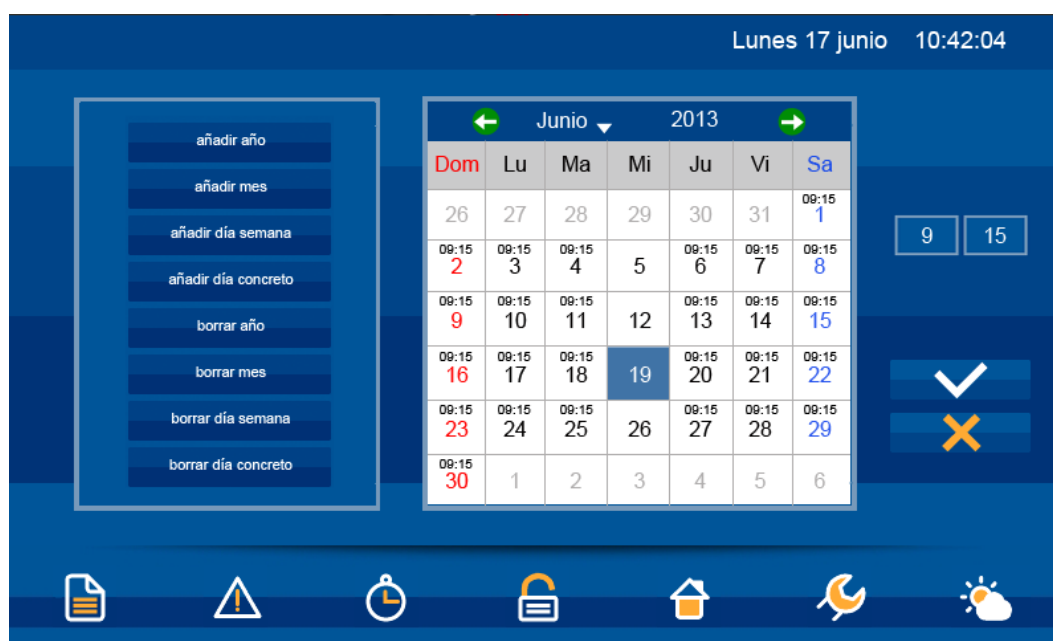 Lunes 17 junio 10:42:04
añadir año
añadir mes
añadir día semana
añadir día concreto
borrar año
borrar mes
borrar día semana
borrar día concreto
Junio 2013
Dom Lu Ma Mi Ju Vi Sa
09:15
26 27 28 29 30 31 1
09:15 09:15 09:15 09:15 09:15 09:15
2 3 4 5 6 7 8
09:15 09:15 09:15 09:15 09:15 09:15
9 10 11 12 13 14 15
09:15 09:15 09:15 09:15 09:15 09:15
16 17 18 19 20 21 22
09:15 09:15 09:15 09:15 09:15 09:15
23 24 25 26 27 28 29
09:15
30 1 2 3 4 5 6
9 15